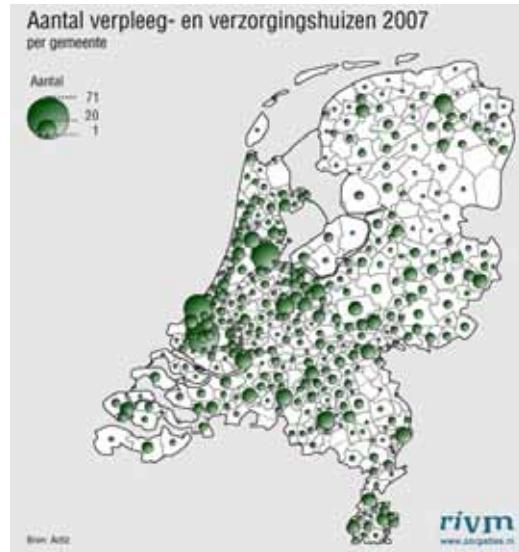 Aantal verpleeg- en verzorgingshuizen 2007
per gemeente
Aantal
71
20
1
Bron: ActiZ
rivm
www.zorgatlas.nl